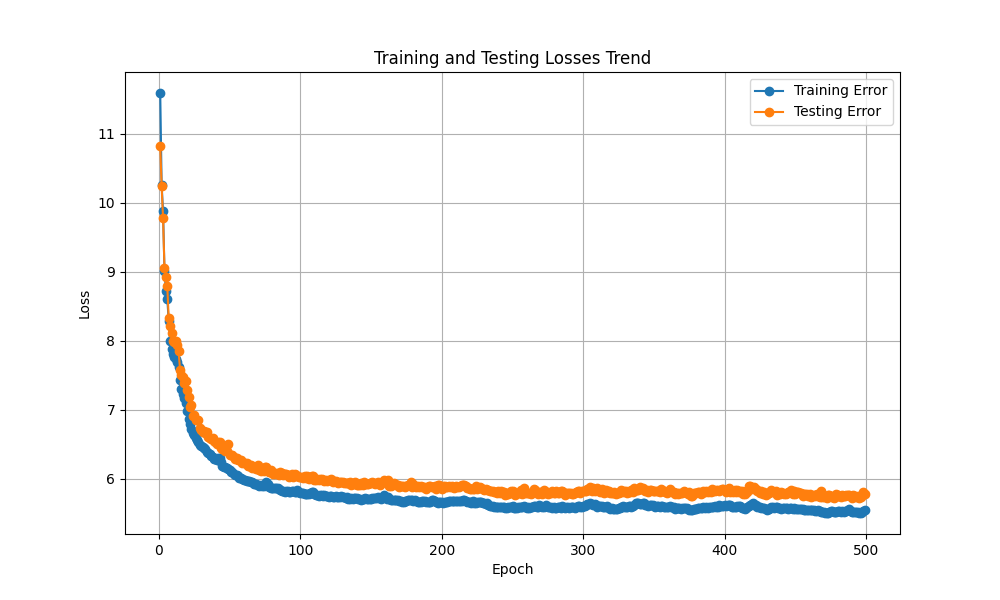 Training and Testing Losses Trend
Training Error
Testing Error
Loss
11
10
9
8
7
6
0
100
200
300
400
500
Epoch